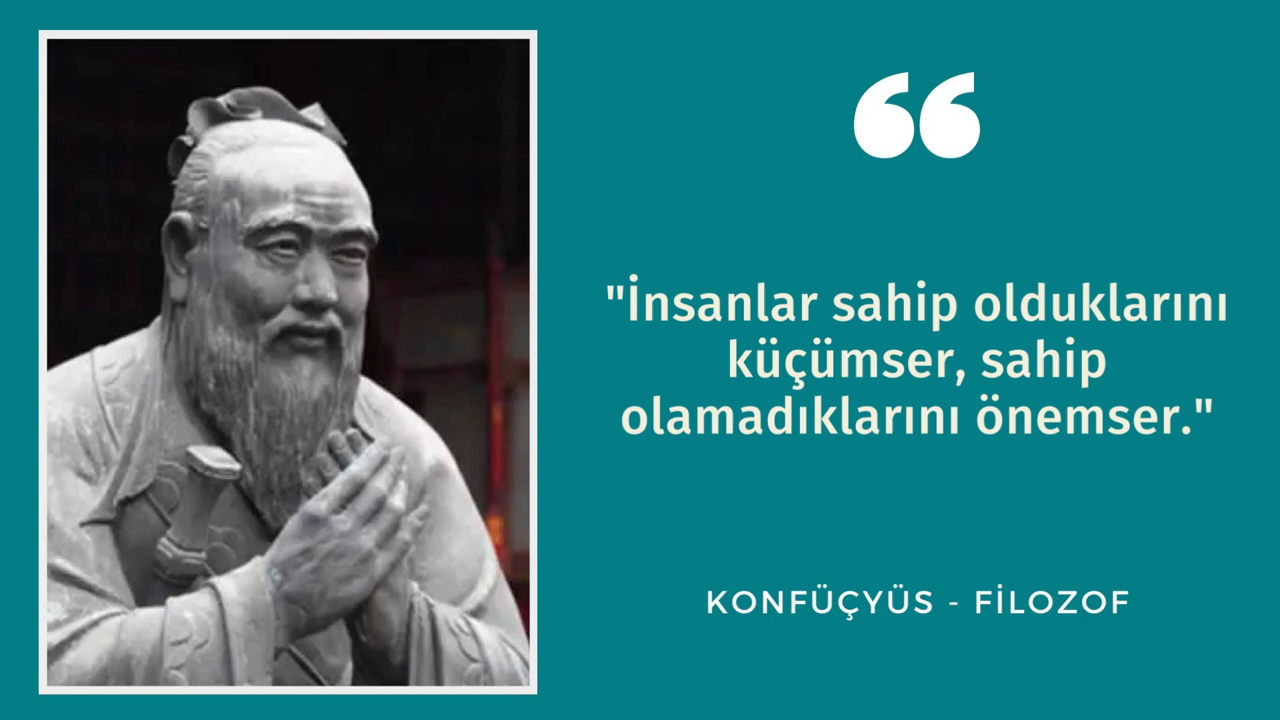 "İnsanlar sahip olduklarını
küçümser, sahip
olamadıklarını önemser."
KONFÜÇYÜS - FİLOZOF